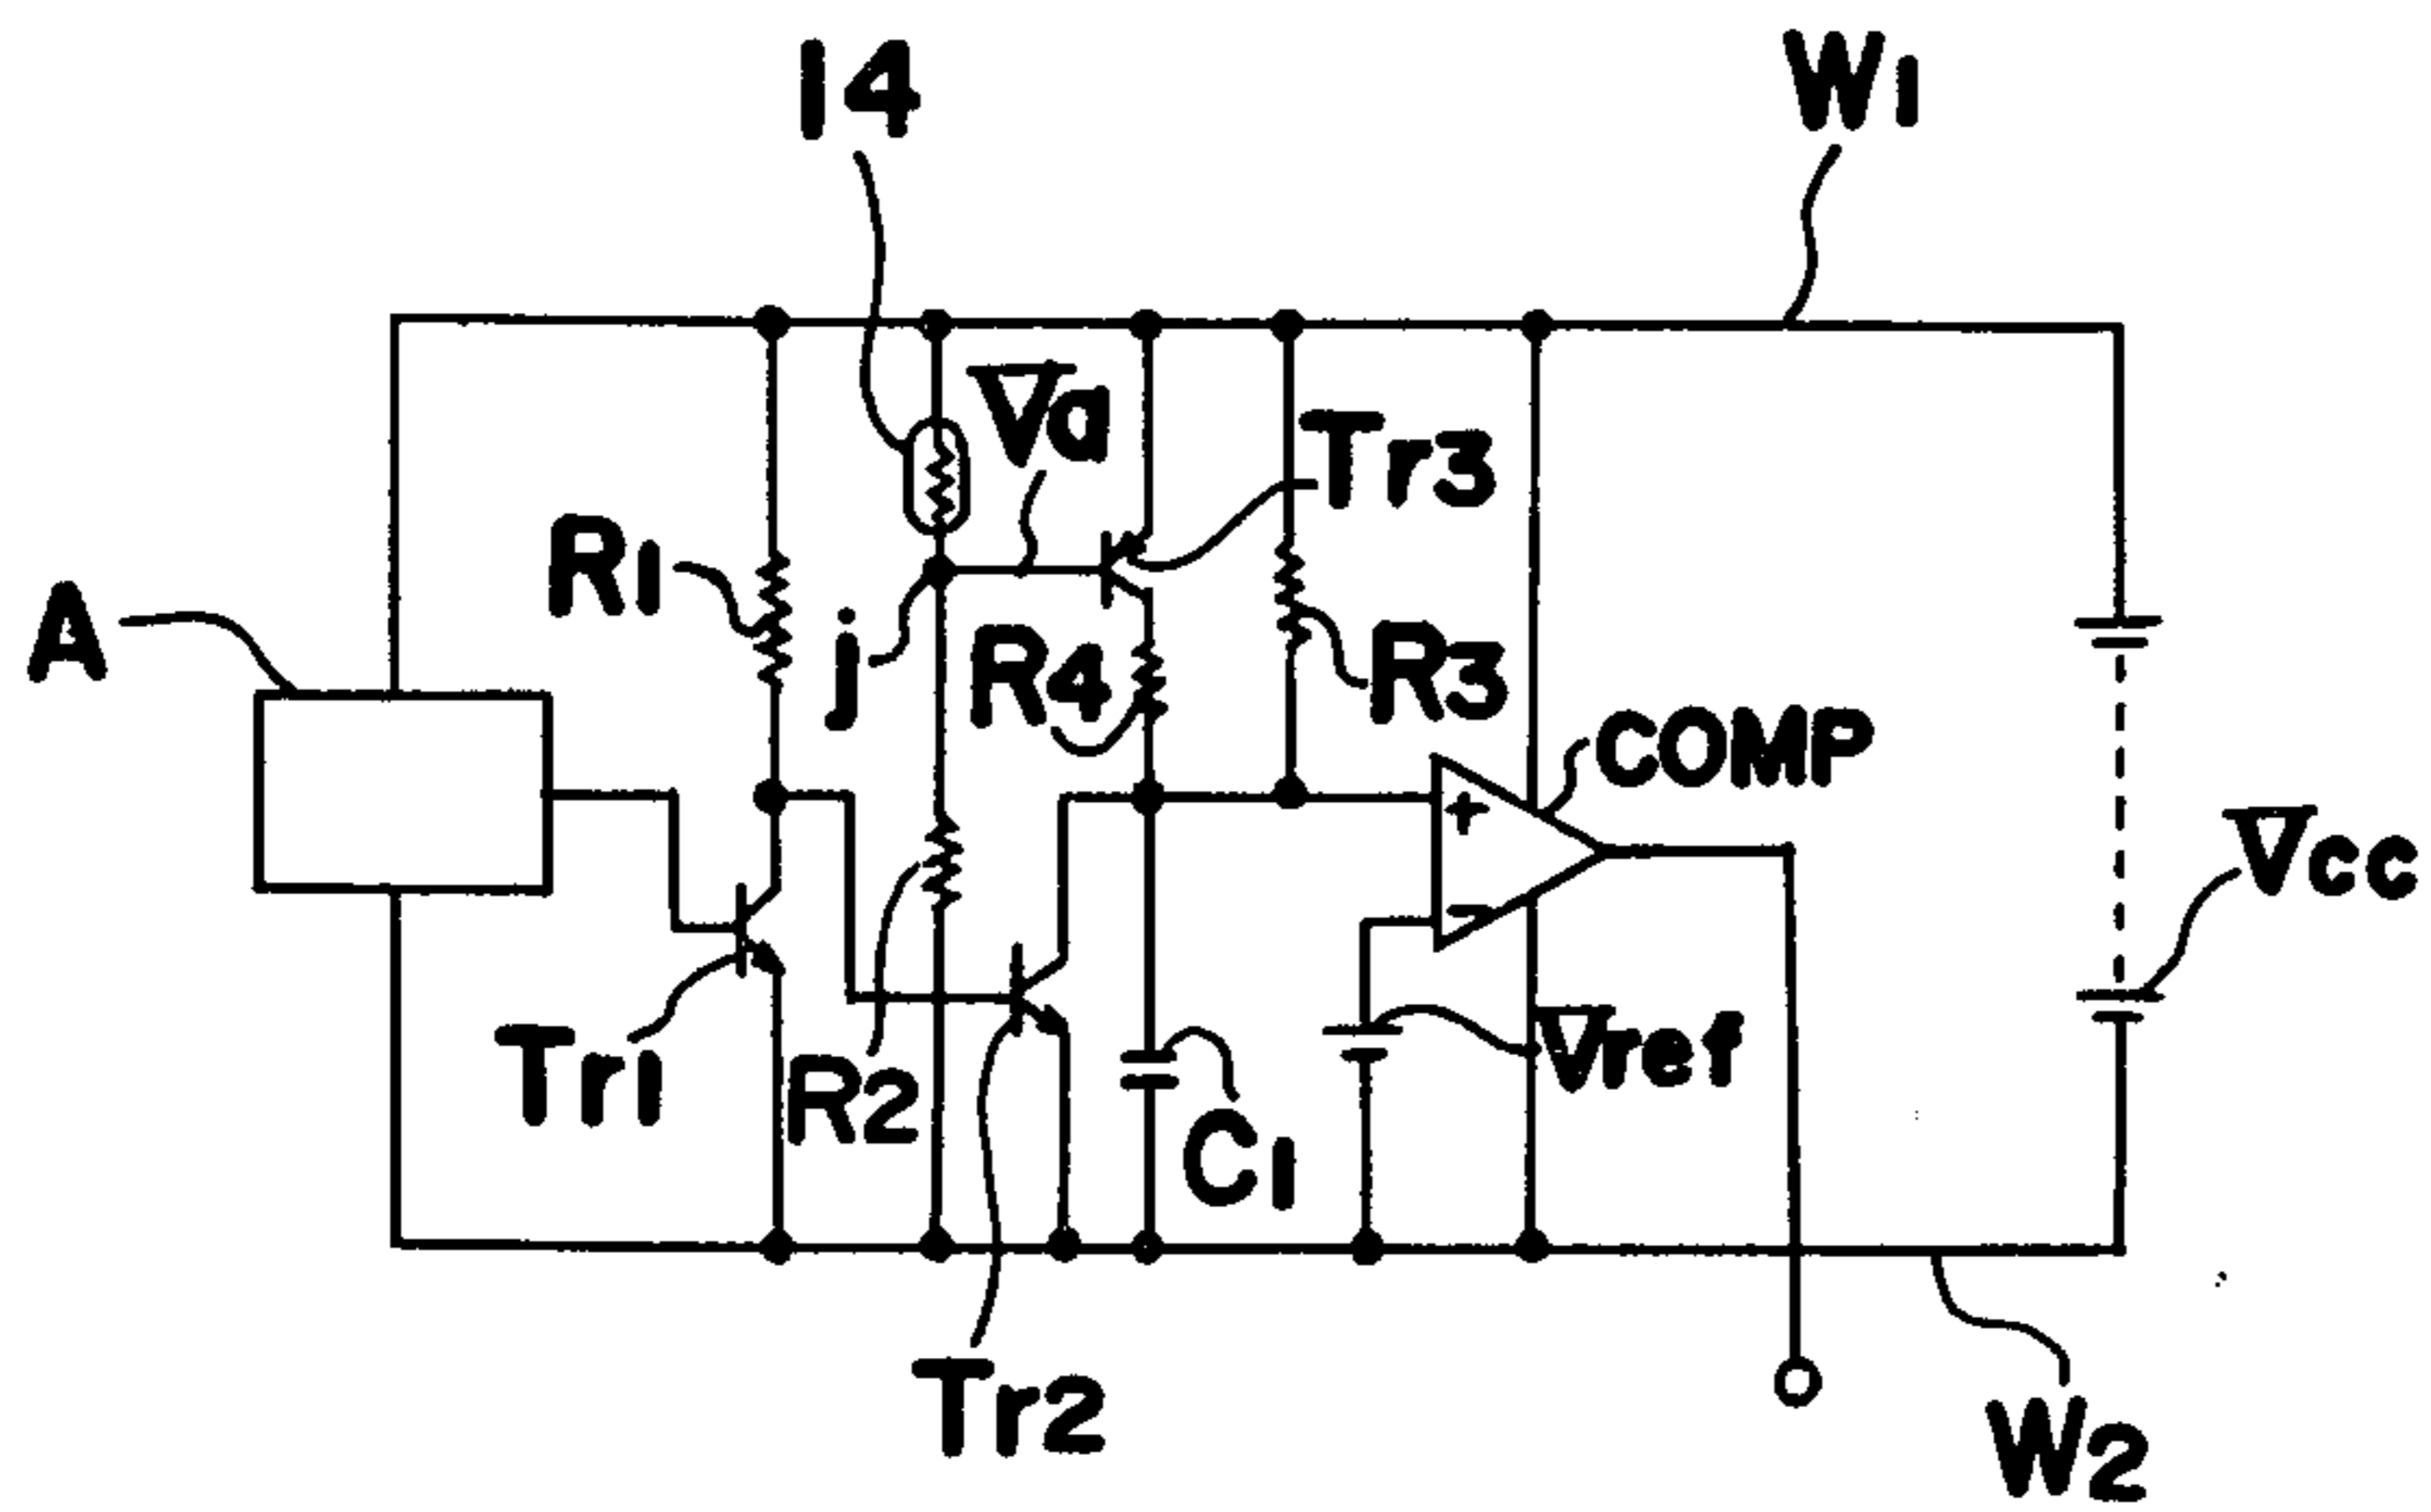 14
W1
Va
Tr3
R1
A
j
R4
R3
COMP
+
Vcc
−
Tr1
R2
Vref
C1
Tr2
W2